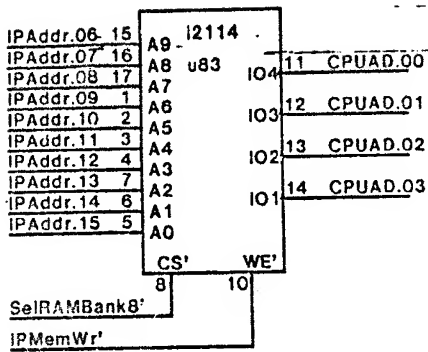 I2114
u83
IPAddr.06 15 A9
IPAddr.07 16 A8
IPAddr.08 17 A7
IPAddr.09 1 A6
IPAddr.10 2 A5
IPAddr.11 3 A4
IPAddr.12 4 A3
IPAddr.13 7 A2
IPAddr.14 6 A1
IPAddr.15 5 A0
IO4 11 CPUAD.00
IO3 12 CPUAD.01
IO2 13 CPUAD.02
IO1 14 CPUAD.03
CS' WE'
8 10
SelRAMBank8'
IPMemWr'